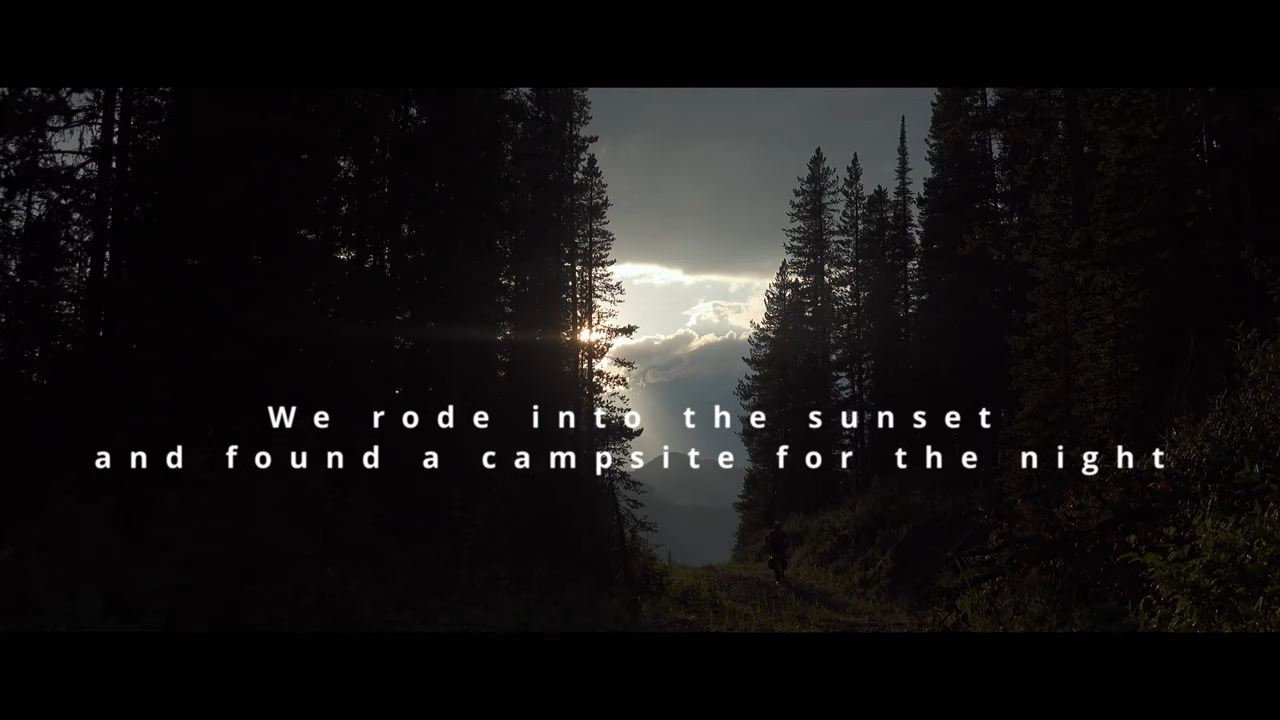 We rode into the sunset
and found a campsite for the night